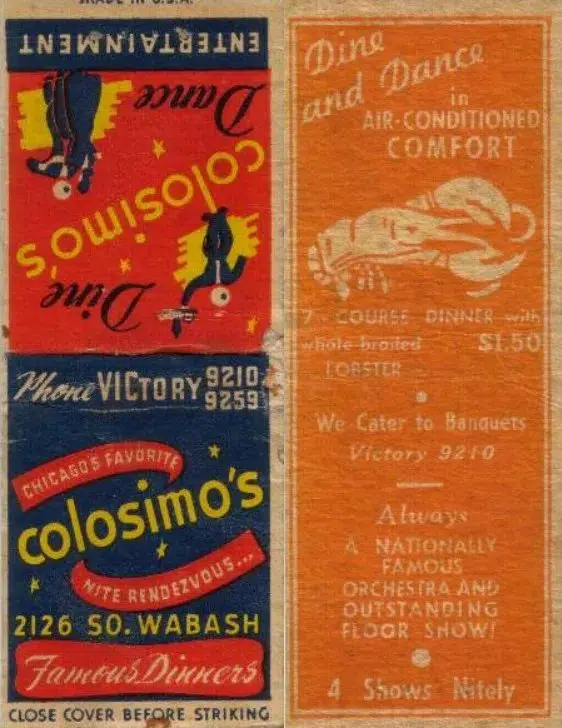 MADE IN U.S.A.
ENTERTAINMENT
Dance
colosimo's
Dine
Phone VICTORY 9210
9259
CHICAGO'S FAVORITE
colosimo's
NITE RENDEZVOUS...
2126 SO. WABASH
Famous Dinners
CLOSE COVER BEFORE STRIKING
Dine
and Dance
in
AIR-CONDITIONED
COMFORT
7-COURSE DINNER with
whole broiled $1.50
LOBSTER
We Cater to Banquets
Victory 9210
Always
A NATIONALLY
FAMOUS
ORCHESTRA AND
OUTSTANDING
FLOOR SHOW!
4 Shows Nitely